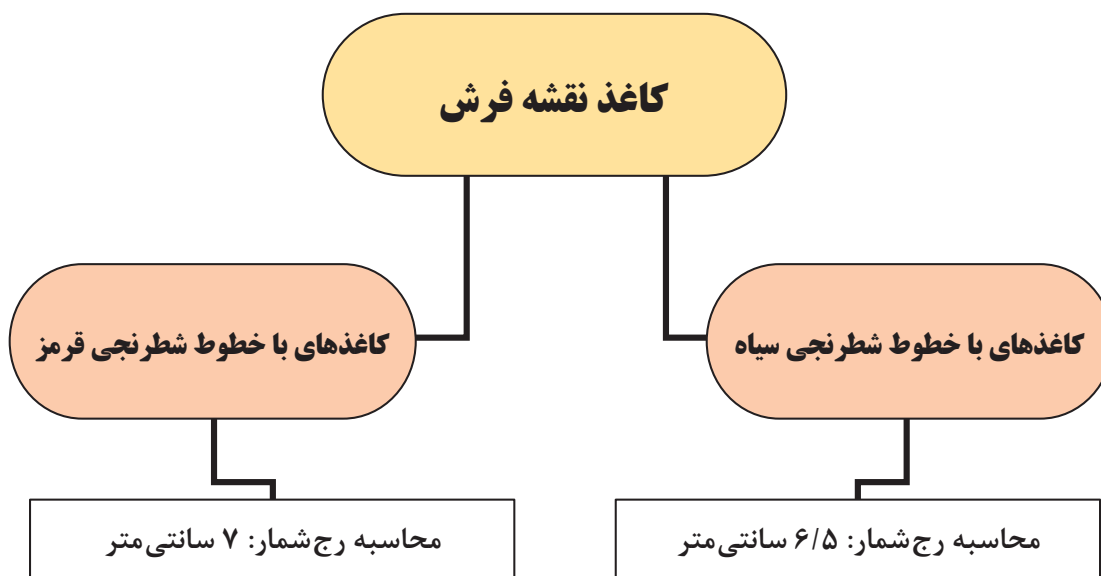 کاغذ نقشه فرش
کاغذهای با خطوط شطرنجی سیاه
کاغذهای با خطوط شطرنجی قرمز
محاسبه رج‌شمار: ۶/۵ سانتی‌متر
محاسبه رج‌شمار: ۷ سانتی‌متر